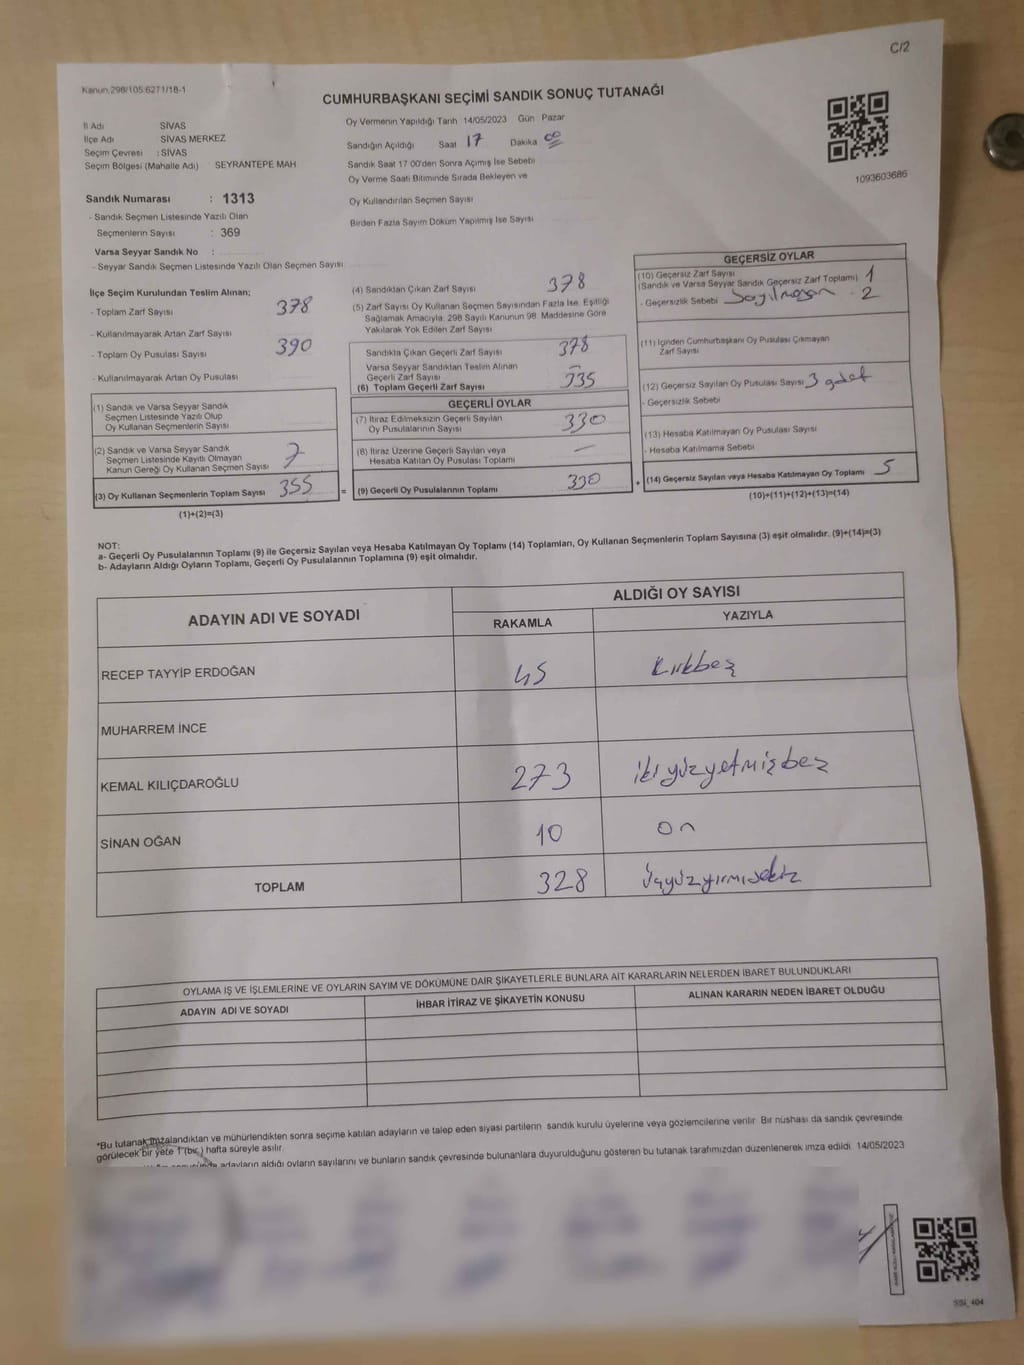 C/2
Kanun,298/105:6271/18-1
CUMHURBAŞKANI SEÇİMİ SANDIK SONUÇ TUTANAĞI
İl Adı SİVAS
İlçe Adı SİVAS MERKEZ
Seçim Çevresi : SİVAS
Seçim Bölgesi (Mahalle Adı) SEYRANTEPE MAH
Oy Vermenin Yapıldığı Tarih 14/05/2023 Gün Pazar
Sandığın Açıldığı Saat 17 Dakika 00
Sandık Saat 17 00'den Sonra Açımış İse Sebebi
Oy Verme Saati Bitiminde Sırada Bekleyen ve
Oy Kullandırılan Seçmen Sayısı
Birden Fazla Sayım Döküm Yapılmış İse Sayısı
1093603686
Sandık Numarası : 1313
- Sandık Seçmen Listesinde Yazılı Olan
Seçmenlerin Sayısı : 369
Varsa Seyyar Sandık No :
- Seyyar Sandık Seçmen Listesinde Yazılı Olan Seçmen Sayısı
İlçe Seçim Kurulundan Teslim Alınan;
- Toplam Zarf Sayısı 378
- Kullanılmayarak Artan Zarf Sayısı
- Toplam Oy Pusulası Sayısı 390
- Kullanılmayarak Artan Oy Pusulası
(1) Sandık ve Varsa Seyyar Sandık
Seçmen Listesinde Yazılı Olup
Oy Kullanan Seçmenlerin Sayısı
(2) Sandık ve Varsa Seyyar Sandık
Seçmen Listesinde Kayıtlı Olmayan
Kanun Gereği Oy Kullanan Seçmen Sayısı 7
(3) Oy Kullanan Seçmenlerin Toplam Sayısı 355
(1)+(2)=(3)
(4) Sandıktan Çıkan Zarf Sayısı 378
(5) Zarf Sayısı Oy Kullanan Seçmen Sayısından Fazla İse, Eşitliği
Sağlamak Amacıyla, 298 Sayılı Kanunun 98. Maddesine Göre
Yakılarak Yok Edilen Zarf Sayısı
Sandıkta Çıkan Geçerli Zarf Sayısı 378
Varsa Seyyar Sandıktan Teslim Alınan
Geçerli Zarf Sayısı –
(6) Toplam Geçerli Zarf Sayısı 335
GEÇERLİ OYLAR
(7) İtiraz Edilmeksizin Geçerli Sayılan
Oy Pusulalarının Sayısı 330
(8) İtiraz Üzerine Geçerli Sayılan veya
Hesaba Katılan Oy Pusulası Toplamı –
= (9) Geçerli Oy Pusulalarının Toplamı 330
GEÇERSİZ OYLAR
(10) Geçersiz Zarf Sayısı
(Sandık ve Varsa Seyyar Sandık Geçersiz Zarf Toplamı) 1
- Geçersizlik Sebebi Sayılmayan 2
(11) İçinden Cumhurbaşkanı Oy Pusulası Çıkmayan
Zarf Sayısı
(12) Geçersiz Sayılan Oy Pusulası Sayısı 3 adet
- Geçersizlik Sebebi
(13) Hesaba Katılmayan Oy Pusulası Sayısı
- Hesaba Katılmama Sebebi
+ (14) Geçersiz Sayılan veya Hesaba Katılmayan Oy Toplamı 5
(10)+(11)+(12)+(13)=(14)
NOT:
a- Geçerli Oy Pusulalarının Toplamı (9) ile Geçersiz Sayılan veya Hesaba Katılmayan Oy Toplamı (14) Toplamları, Oy Kullanan Seçmenlerin Toplam Sayısına (3) eşit olmalıdır. (9)+(14)=(3)
b- Adayların Aldığı Oyların Toplamı, Geçerli Oy Pusulalarının Toplamına (9) eşit olmalıdır.
ADAYIN ADI VE SOYADI
ALDIĞI OY SAYISI
RAKAMLA YAZIYLA
RECEP TAYYİP ERDOĞAN 45 Kırkbeş
MUHARREM İNCE
KEMAL KILIÇDAROĞLU 273 ikiyüzyetmişbeş
SİNAN OĞAN 10 on
TOPLAM 328 üçyüzyirmisekiz
OYLAMA İŞ VE İŞLEMLERİNE VE OYLARIN SAYIM VE DÖKÜMÜNE DAİR ŞİKAYETLERLE BUNLARA AİT KARARLARIN NELERDEN İBARET BULUNDUKLARI
ADAYIN ADI VE SOYADI İHBAR İTİRAZ VE ŞİKAYETİN KONUSU ALINAN KARARIN NEDEN İBARET OLDUĞU
*Bu tutanak imzalandıktan ve mühürlendikten sonra seçime katılan adayların ve talep eden siyasi partilerin sandık kurulu üyelerine veya gözlemcilerine verilir. Bir nüshası da sandık çevresinde
görülecek bir yere 1 (bir) hafta süreyle asılır.
adayların aldığı oyların sayılarını ve bunların sandık çevresinde bulunanlara duyurulduğunu gösteren bu tutanak tarafımızdan düzenlenerek imza edildi. 14/05/2023
SSI_404